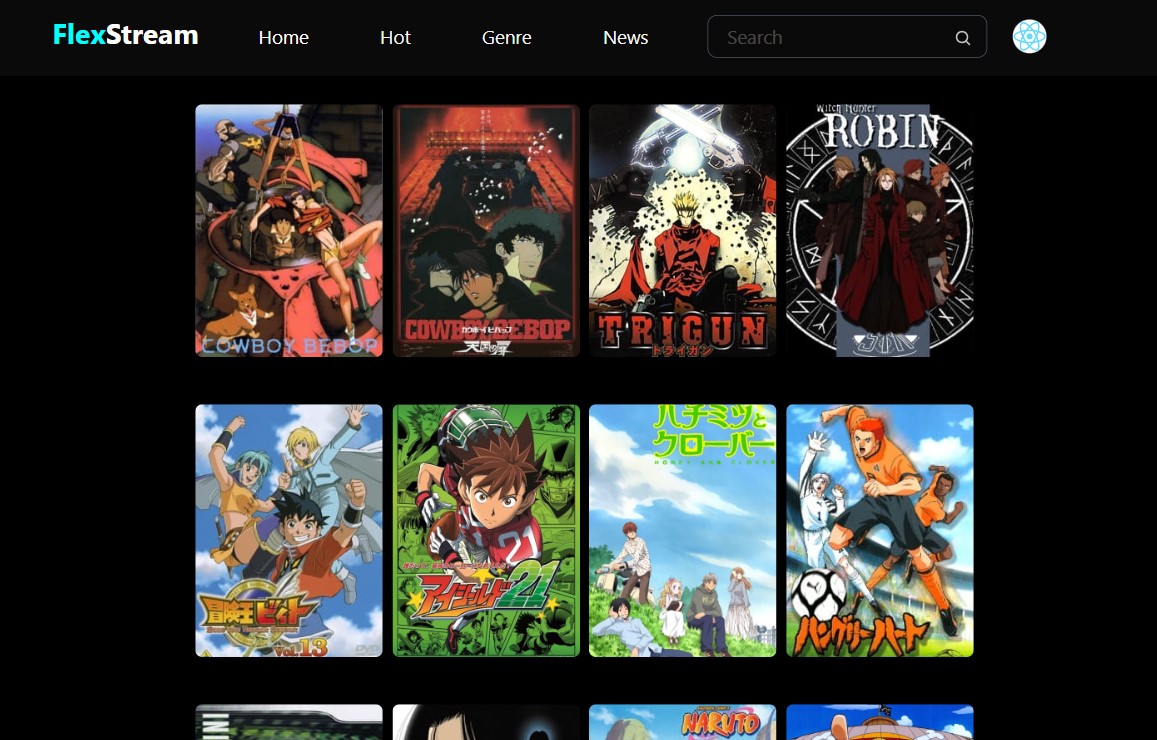 FlexStream
Home
Hot
Genre
News
Search
COWBOY BEBOP
COWBOY BEBOP
カウボーイビバップ
天国の扉
TRIGUN
トライガン
Witch Hunter
ROBIN
冒険王ビィト
Vol.13
DVD
21
アイシールド21
ハチミツと
クローバー
HONEY AND CLOVER
ハングリーハート
INI
NARUTO